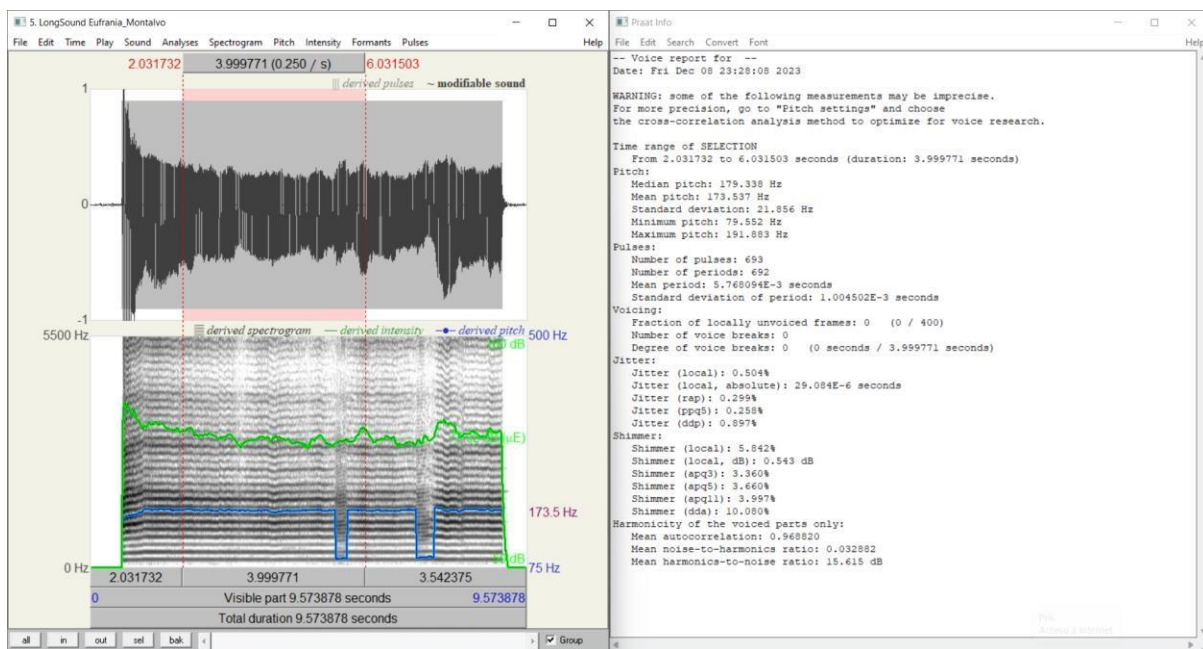 5. LongSound Eufrania_Montalvo
File Edit Time Play Sound Analyses Spectrogram Pitch Intensity Formants Pulses Help
2.031732 3.999771 (0.250 / s) 6.031503
derived pulses ~ modifiable sound
1
0
-1
5500 Hz derived spectrogram derived intensity derived pitch 500 Hz
dB
µE)
173.5 Hz
0 Hz dB 75 Hz
2.031732 3.999771 3.542375
0 Visible part 9.573878 seconds 9.573878
Total duration 9.573878 seconds
all in out sel bak Group
Praat Info
File Edit Search Convert Font Help
-- Voice report for --
Date: Fri Dec 08 23:28:08 2023
WARNING: some of the following measurements may be imprecise.
For more precision, go to "Pitch settings" and choose
the cross-correlation analysis method to optimize for voice research.
Time range of SELECTION
From 2.031732 to 6.031503 seconds (duration: 3.999771 seconds)
Pitch:
Median pitch: 179.338 Hz
Mean pitch: 173.537 Hz
Standard deviation: 21.856 Hz
Minimum pitch: 79.552 Hz
Maximum pitch: 191.883 Hz
Pulses:
Number of pulses: 693
Number of periods: 692
Mean period: 5.768094E-3 seconds
Standard deviation of period: 1.004502E-3 seconds
Voicing:
Fraction of locally unvoiced frames: 0 (0 / 400)
Number of voice breaks: 0
Degree of voice breaks: 0 (0 seconds / 3.999771 seconds)
Jitter:
Jitter (local): 0.504%
Jitter (local, absolute): 29.084E-6 seconds
Jitter (rap): 0.299%
Jitter (ppq5): 0.258%
Jitter (ddp): 0.897%
Shimmer:
Shimmer (local): 5.842%
Shimmer (local, dB): 0.543 dB
Shimmer (apq3): 3.360%
Shimmer (apq5): 3.660%
Shimmer (apq11): 3.997%
Shimmer (dda): 10.080%
Harmonicity of the voiced parts only:
Mean autocorrelation: 0.968820
Mean noise-to-harmonics ratio: 0.032882
Mean harmonics-to-noise ratio: 15.615 dB